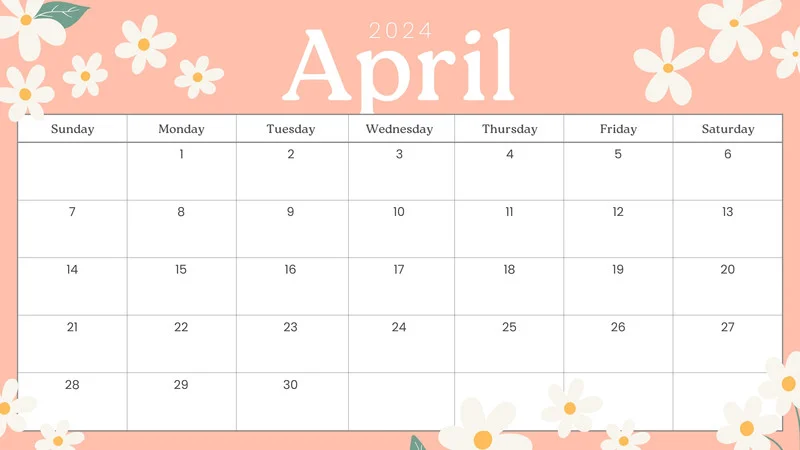 2024
April
Sunday Monday Tuesday Wednesday Thursday Friday Saturday
1 2 3 4 5 6
7 8 9 10 11 12 13
14 15 16 17 18 19 20
21 22 23 24 25 26 27
28 29 30